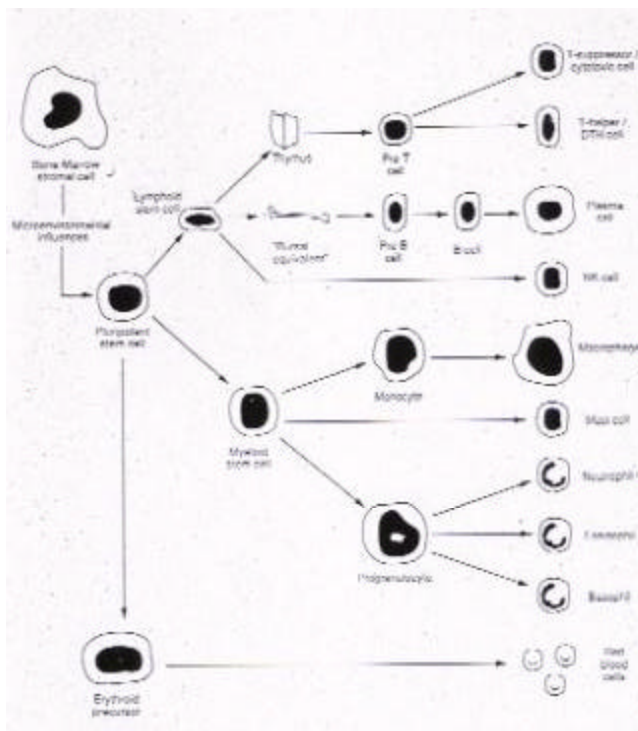 T-suppressor /
cytotoxic cell
Bone Marrow
stromal cell
Thymus
Pre T
cell
T-helper /
DTH cell
Lymphoid
stem cell
Microenvironmental
influences
"Bursal
equivalent"
Pre B
cell
B cell
Plasma
cell
NK cell
Pluripotent
stem cell
Macrophage
Monocyte
Mast cell
Myeloid
stem cell
Neutrophil
Eosinophil
Progranulocyte
Basophil
Red
blood
cells
Erythroid
precursor